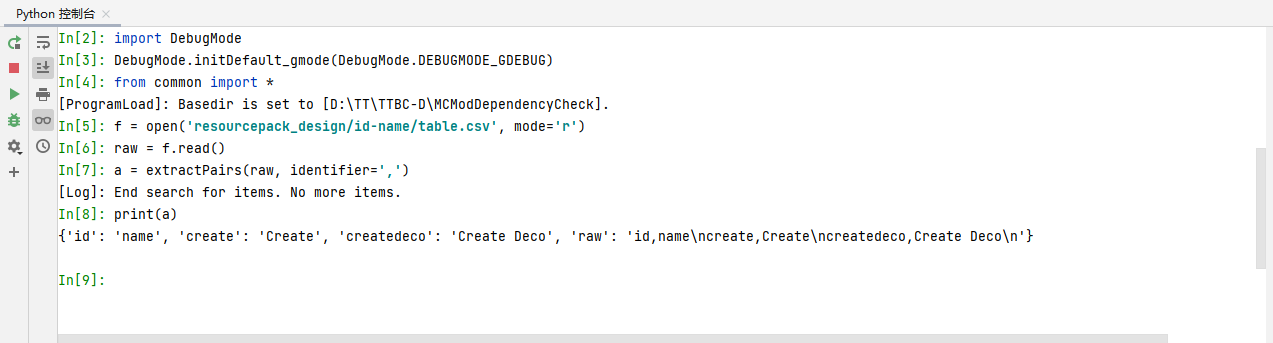 Python 控制台
In[2]: import DebugMode
In[3]: DebugMode.initDefault_gmode(DebugMode.DEBUGMODE_GDEBUG)
In[4]: from common import *
[ProgramLoad]: Basedir is set to [D:\TT\TTBC-D\MCModDependencyCheck].
In[5]: f = open('resourcepack_design/id-name/table.csv', mode='r')
In[6]: raw = f.read()
In[7]: a = extractPairs(raw, identifier=',')
[Log]: End search for items. No more items.
In[8]: print(a)
{'id': 'name', 'create': 'Create', 'createdeco': 'Create Deco', 'raw': 'id,name\ncreate,Create\ncreatedeco,Create Deco\n'}
In[9]: